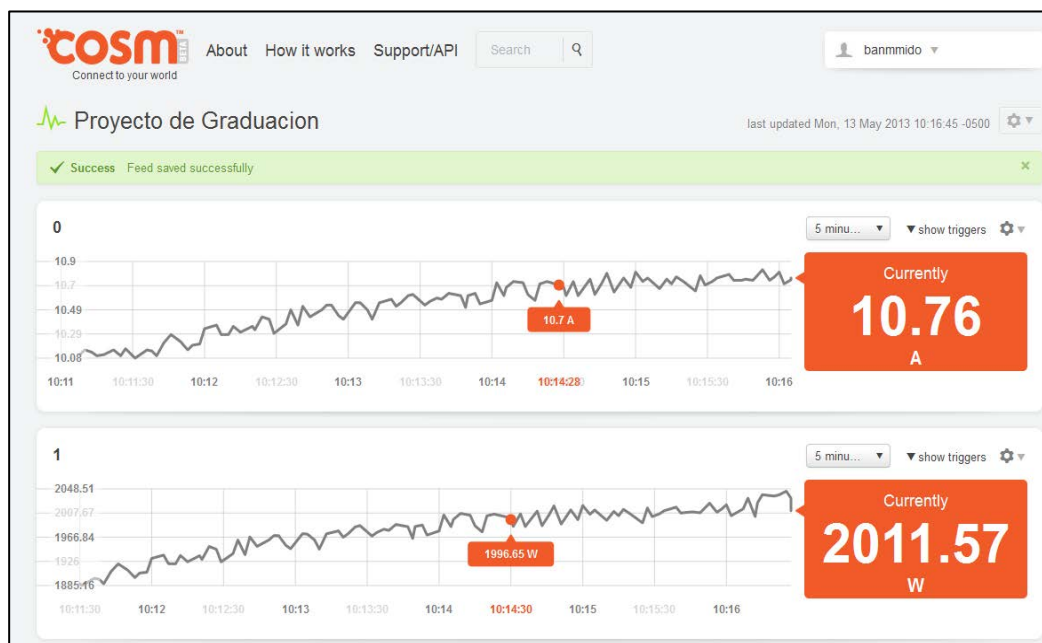 cosm™ BETA
Connect to your world
About How it works Support/API Search banmmido
Proyecto de Graduacion
last updated Mon, 13 May 2013 10:16:45 -0500
Success Feed saved successfully
0
5 minu... show triggers
10.9
10.7
10.49
10.29
10.08
10.7 A
10:11 10:11:30 10:12 10:12:30 10:13 10:13:30 10:14 10:14:28 10:15 10:15:30 10:16
Currently
10.76
A
1
5 minu... show triggers
2048.51
2007.67
1966.84
1926
1885.16
1996.65 W
10:11:30 10:12 10:12:30 10:13 10:13:30 10:14 10:14:30 10:15 10:15:30 10:16
Currently
2011.57
W